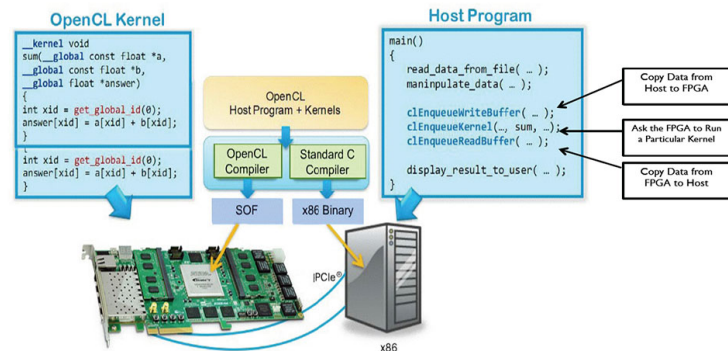 OpenCL Kernel
__kernel void
sum(__global const float *a,
__global const float *b,
__global float *answer)
{
int xid = get_global_id(0);
answer[xid] = a[xid] + b[xid];
}
int xid = get_global_id(0);
answer[xid] = a[xid] + b[xid];
}
OpenCL
Host Program + Kernels
OpenCL
Compiler
Standard C
Compiler
SOF
x86 Binary
Host Program
main()
{
read_data_from_file( … );
maninpulate_data( … );
clEnqueueWriteBuffer( … );
clEnqueueKernel(…, sum, …);
clEnqueueReadBuffer( … );
display_result_to_user( … );
}
Copy Data from
Host to FPGA
Ask the FPGA to Run
a Particular Kernel
Copy Data from
FPGA to Host
PCIe®
x86